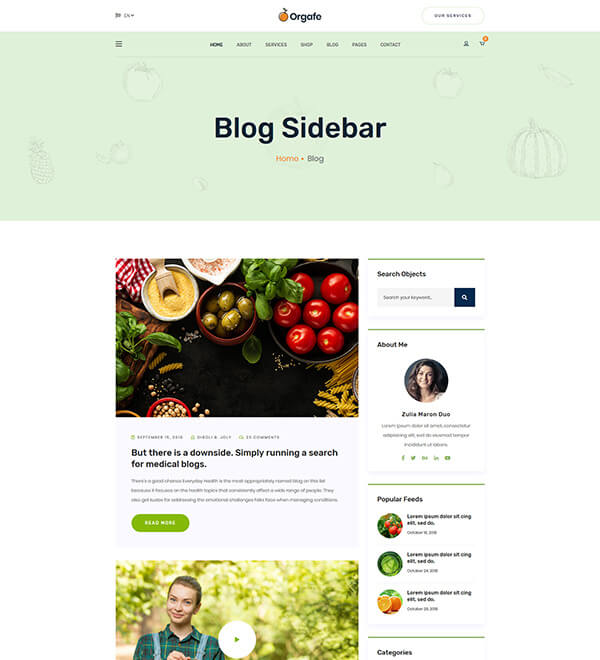 EN
Orgafe
OUR SERVICES
HOME ABOUT SERVICES SHOP BLOG PAGES CONTACT
Blog Sidebar
Home • Blog
SEPTEMBER 15, 2018 DIBOLI B. JOLY 35 COMMENTS
But there is a downside. Simply running a search
for medical blogs.
There's a good chance Everyday Health is the most appropriately named blog on this list
because it focuses on the health topics that consistently affect a wide range of people. They
also get kudos for addressing the emotional challenges folks face when managing conditions.
READ MORE
Search Objects
Search your keyword...
About Me
Zulia Maron Duo
Lorem ipsum dolor sit amet, consectetur
adipisicing elit, sed do eiusmod tempor
incididunt ut labore.
Popular Feeds
Lorem ipsum dolor sit cing
elit, sed do.
October 16, 2018
Lorem ipsum dolor sit cing
elit, sed do.
October 24, 2018
Lorem ipsum dolor sit cing
elit, sed do.
October 28, 2018
Categories